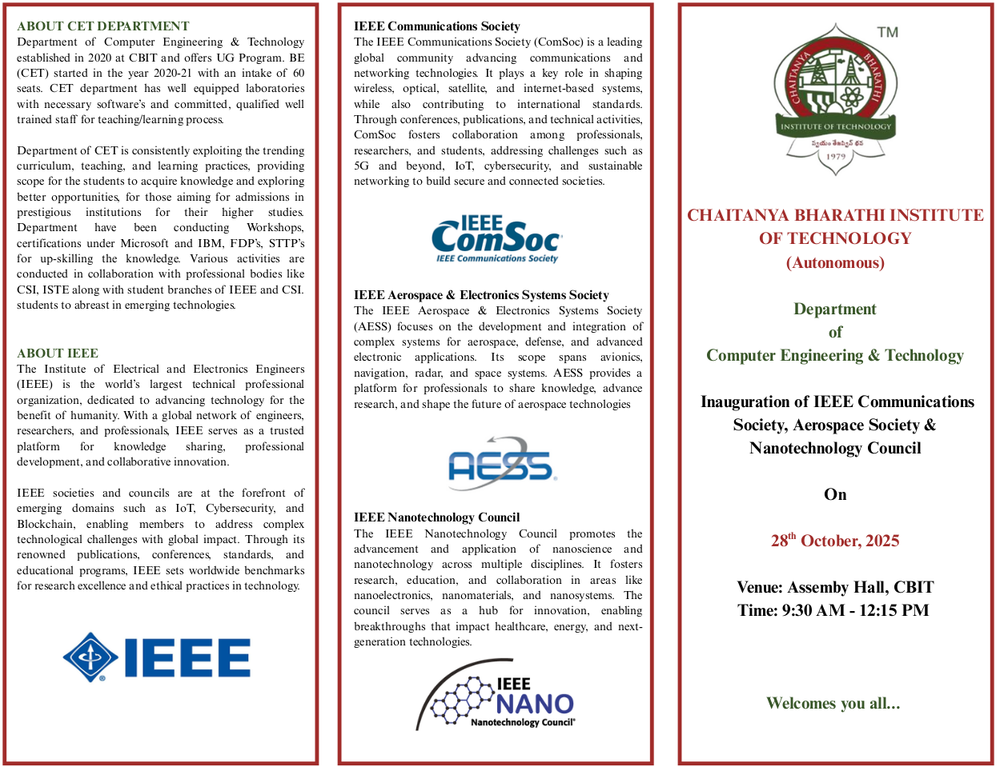 ABOUT CET DEPARTMENT
Department of Computer Engineering & Technology
established in 2020 at CBIT and offers UG Program. BE
(CET) started in the year 2020-21 with an intake of 60
seats. CET department has well equipped laboratories
with necessary software's and committed, qualified well
trained staff for teaching/learning process.
Department of CET is consistently exploiting the trending
curriculum, teaching, and learning practices, providing
scope for the students to acquire knowledge and exploring
better opportunities, for those aiming for admissions in
prestigious institutions for their higher studies.
Department have been conducting Workshops,
certifications under Microsoft and IBM, FDP's, STTP's
for up-skilling the knowledge. Various activities are
conducted in collaboration with professional bodies like
CSI, ISTE along with student branches of IEEE and CSI.
students to abreast in emerging technologies.
ABOUT IEEE
The Institute of Electrical and Electronics Engineers
(IEEE) is the world's largest technical professional
organization, dedicated to advancing technology for the
benefit of humanity. With a global network of engineers,
researchers, and professionals, IEEE serves as a trusted
platform for knowledge sharing, professional
development, and collaborative innovation.
IEEE societies and councils are at the forefront of
emerging domains such as IoT, Cybersecurity, and
Blockchain, enabling members to address complex
technological challenges with global impact. Through its
renowned publications, conferences, standards, and
educational programs, IEEE sets worldwide benchmarks
for research excellence and ethical practices in technology.
IEEE
®
IEEE Communications Society
The IEEE Communications Society (ComSoc) is a leading
global community advancing communications and
networking technologies. It plays a key role in shaping
wireless, optical, satellite, and internet-based systems,
while also contributing to international standards.
Through conferences, publications, and technical activities,
ComSoc fosters collaboration among professionals,
researchers, and students, addressing challenges such as
5G and beyond, IoT, cybersecurity, and sustainable
networking to build secure and connected societies.
IEEE
ComSoc
IEEE Communications Society
IEEE Aerospace & Electronics Systems Society
The IEEE Aerospace & Electronics Systems Society
(AESS) focuses on the development and integration of
complex systems for aerospace, defense, and advanced
electronic applications. Its scope spans avionics,
navigation, radar, and space systems. AESS provides a
platform for professionals to share knowledge, advance
research, and shape the future of aerospace technologies
AESS®
IEEE Nanotechnology Council
The IEEE Nanotechnology Council promotes the
advancement and application of nanoscience and
nanotechnology across multiple disciplines. It fosters
research, education, and collaboration in areas like
nanoelectronics, nanomaterials, and nanosystems. The
council serves as a hub for innovation, enabling
breakthroughs that impact healthcare, energy, and next-
generation technologies.
IEEE
NANO
Nanotechnology Council®
TM
CHAITANYA BHARATHI
INSTITUTE OF TECHNOLOGY
స్వయం తేజస్విన్ భవ
1979
CHAITANYA BHARATHI INSTITUTE
OF TECHNOLOGY
(Autonomous)
Department
of
Computer Engineering & Technology
Inauguration of IEEE Communications
Society, Aerospace Society &
Nanotechnology Council
On
28th October, 2025
Venue: Assemby Hall, CBIT
Time: 9:30 AM - 12:15 PM
Welcomes you all...